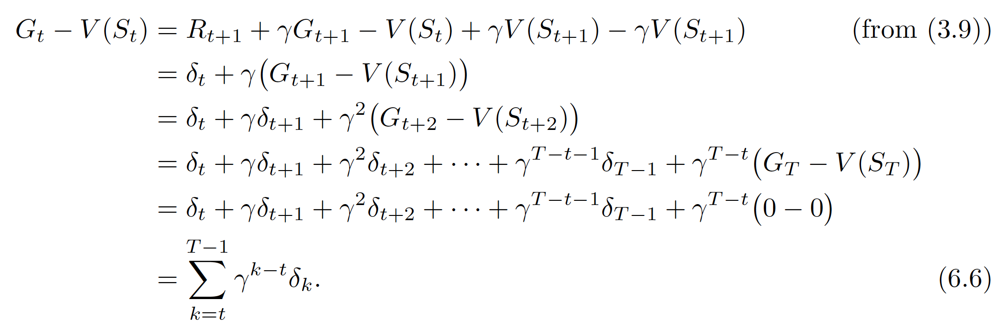 G_t − V(S_t) = R_{t+1} + γG_{t+1} − V(S_t) + γV(S_{t+1}) − γV(S_{t+1}) (from (3.9))
= δ_t + γ(G_{t+1} − V(S_{t+1}))
= δ_t + γδ_{t+1} + γ^2(G_{t+2} − V(S_{t+2}))
= δ_t + γδ_{t+1} + γ^2δ_{t+2} + ⋯ + γ^{T−t−1}δ_{T−1} + γ^{T−t}(G_T − V(S_T))
= δ_t + γδ_{t+1} + γ^2δ_{t+2} + ⋯ + γ^{T−t−1}δ_{T−1} + γ^{T−t}(0 − 0)
= ∑_{k=t}^{T−1} γ^{k−t}δ_k. (6.6)